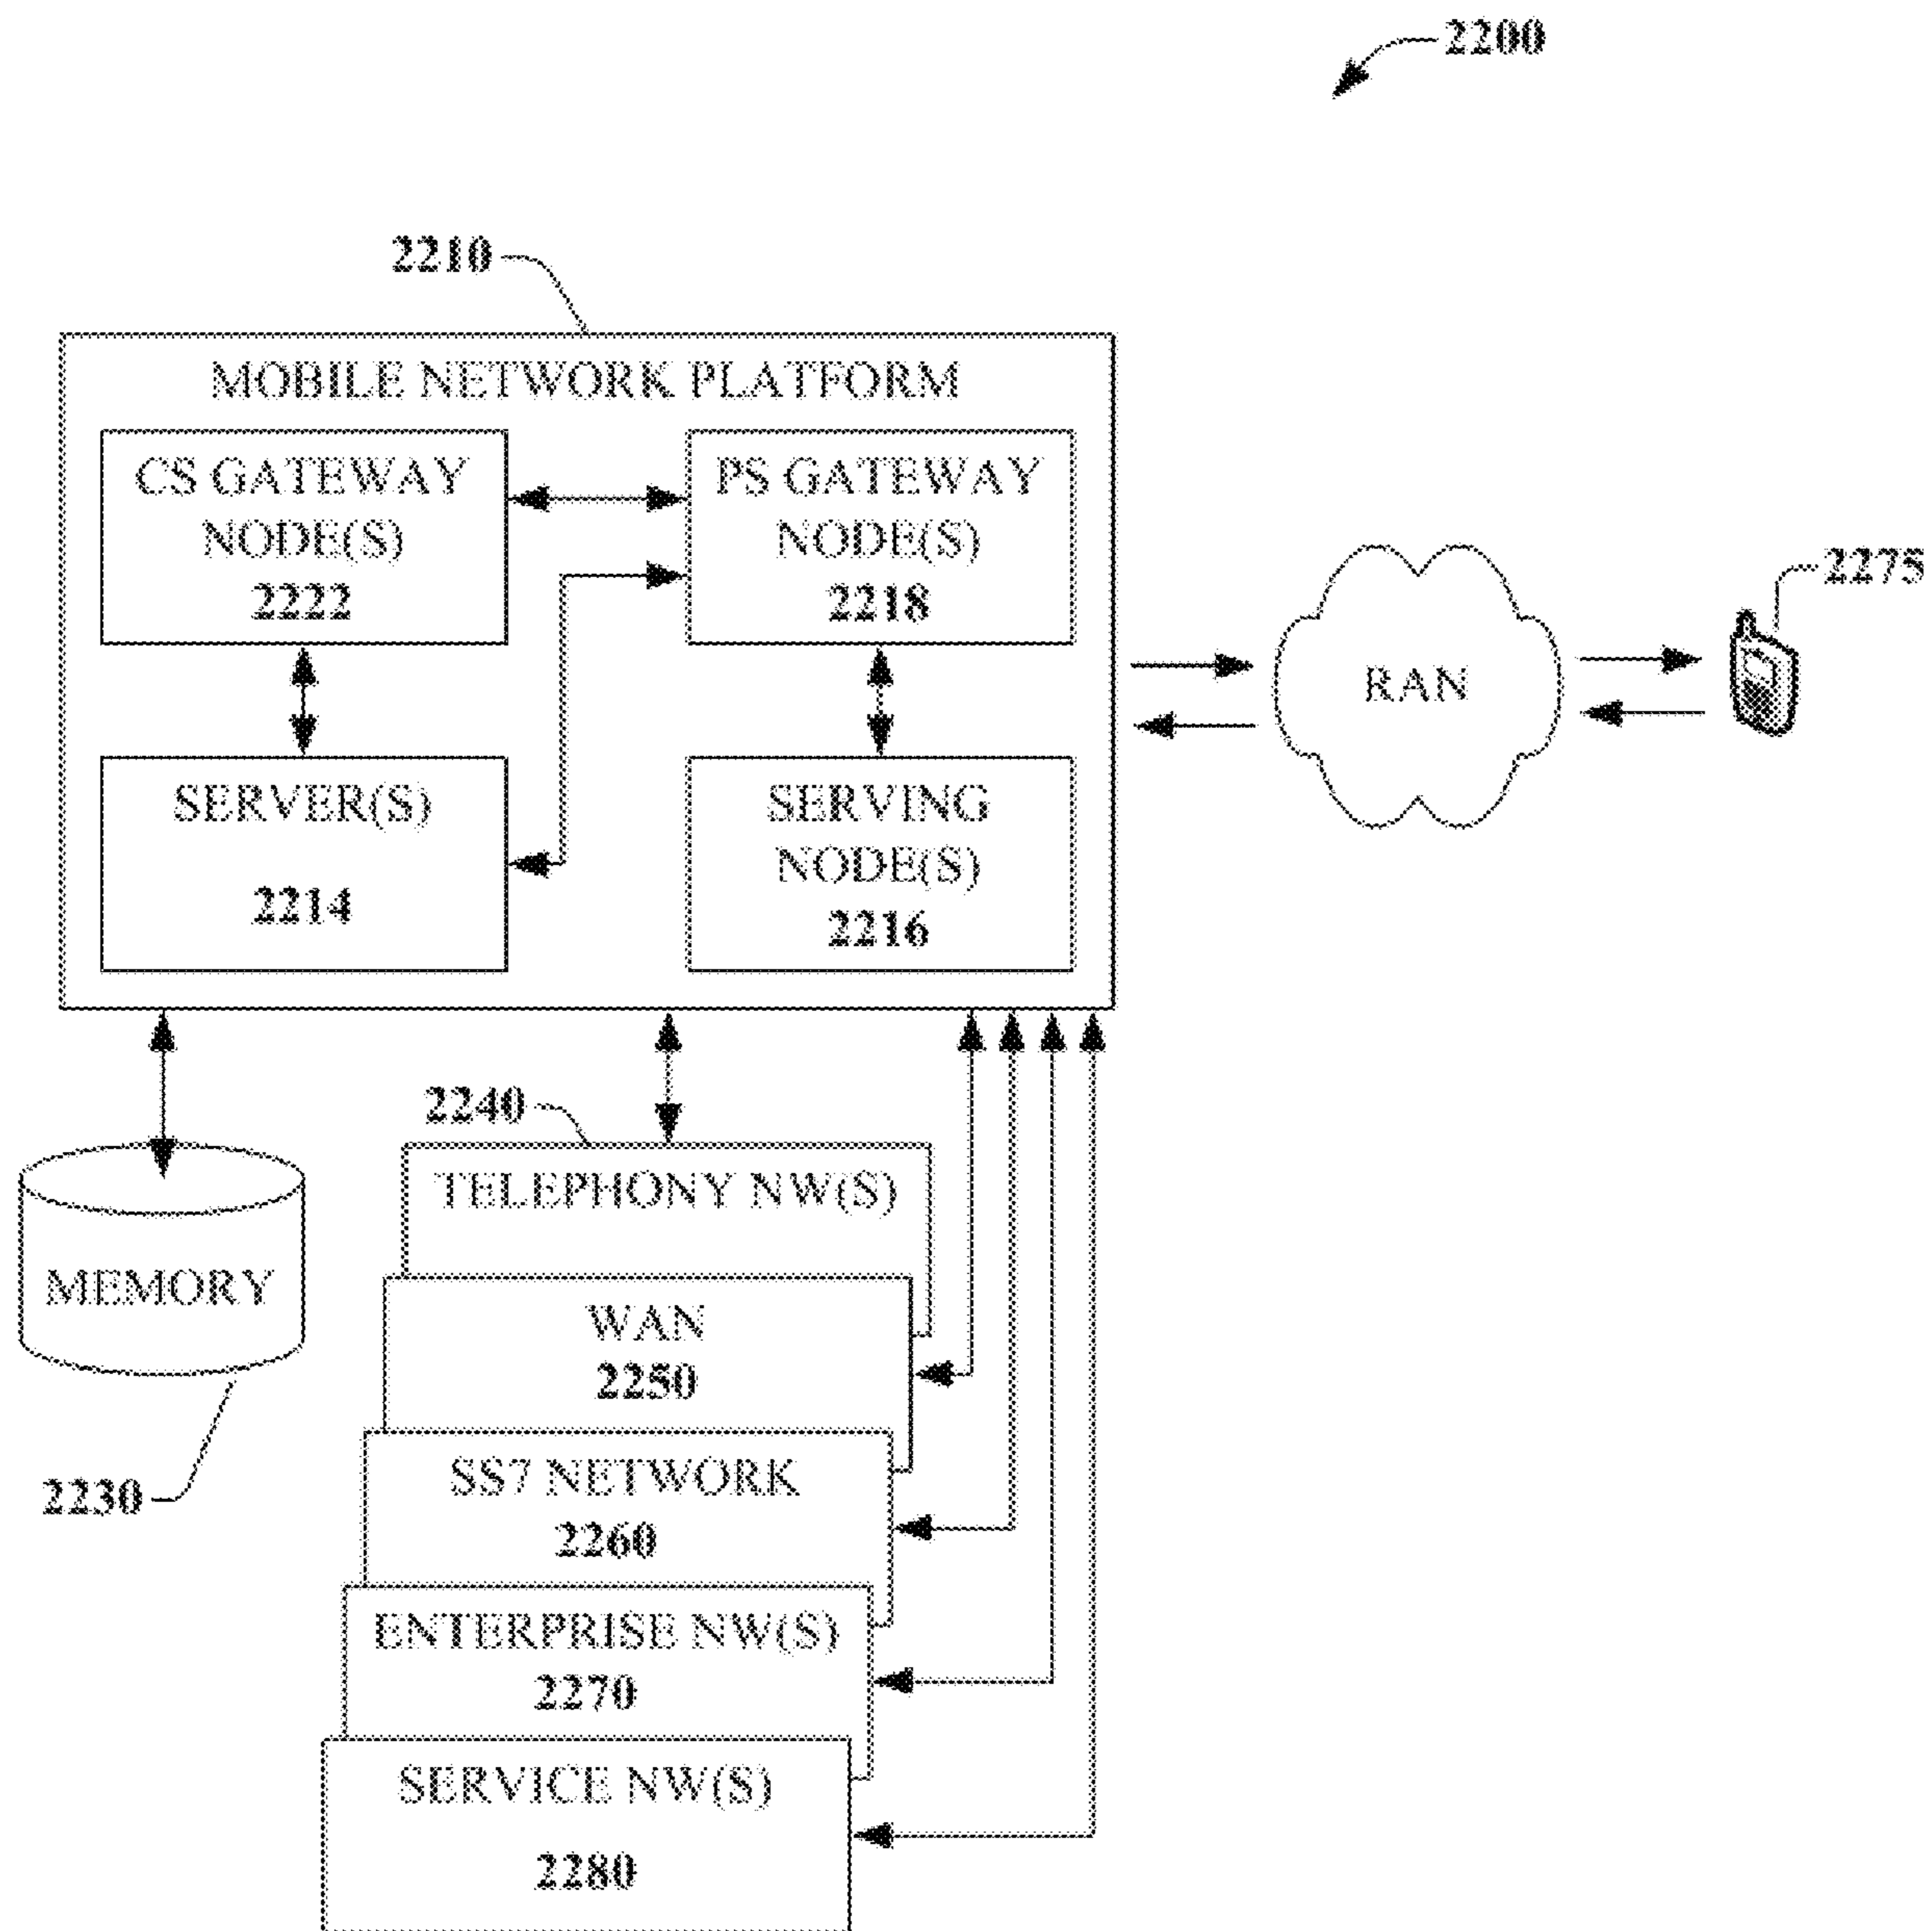 2200
2210
MOBILE NETWORK PLATFORM
CS GATEWAY
NODE(S)
2222
PS GATEWAY
NODE(S)
2218
SERVER(S)
2214
SERVING
NODE(S)
2216
RAN
2275
2240
TELEPHONY NW(S)
MEMORY
2230
WAN
2250
SS7 NETWORK
2260
ENTERPRISE NW(S)
2270
SERVICE NW(S)
2280